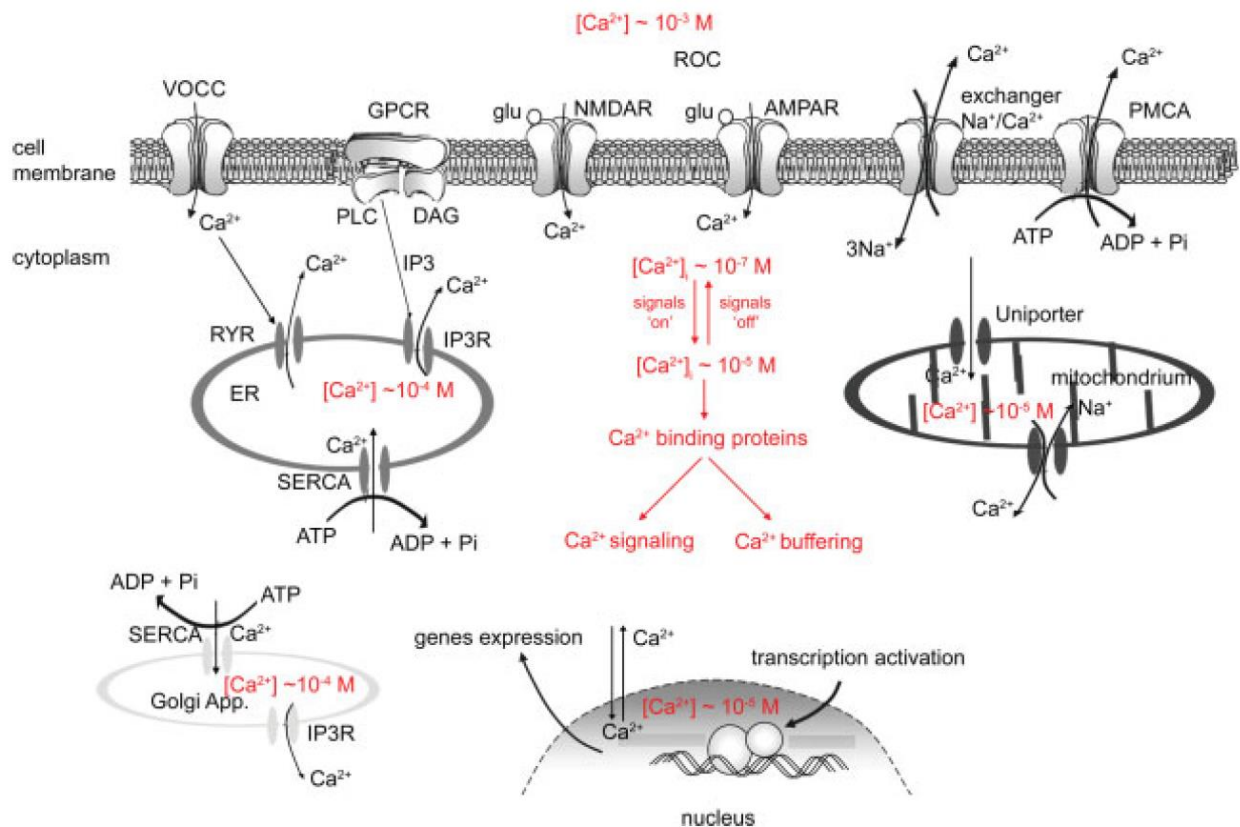 [Ca²⁺] ~ 10⁻³ M
ROC
VOCC
GPCR
glu
NMDAR
glu
AMPAR
Ca²⁺
exchanger
Na⁺/Ca²⁺
Ca²⁺
PMCA
cell
membrane
Ca²⁺
PLC
DAG
Ca²⁺
Ca²⁺
3Na⁺
ATP
ADP + Pi
cytoplasm
Ca²⁺
IP3
Ca²⁺
[Ca²⁺]ᵢ ~ 10⁻⁷ M
signals
'on'
signals
'off'
[Ca²⁺]ᵢ ~ 10⁻⁵ M
Ca²⁺ binding proteins
Ca²⁺ signaling
Ca²⁺ buffering
RYR
IP3R
ER
[Ca²⁺] ~10⁻⁴ M
Ca²⁺
SERCA
ATP
ADP + Pi
Uniporter
Ca²⁺
mitochondrium
[Ca²⁺] ~10⁻⁵ M
Na⁺
Ca²⁺
ADP + Pi
ATP
SERCA
Ca²⁺
[Ca²⁺] ~10⁻⁴ M
Golgi App.
IP3R
Ca²⁺
genes expression
Ca²⁺
transcription activation
[Ca²⁺] ~ 10⁻⁵ M
Ca²⁺
nucleus